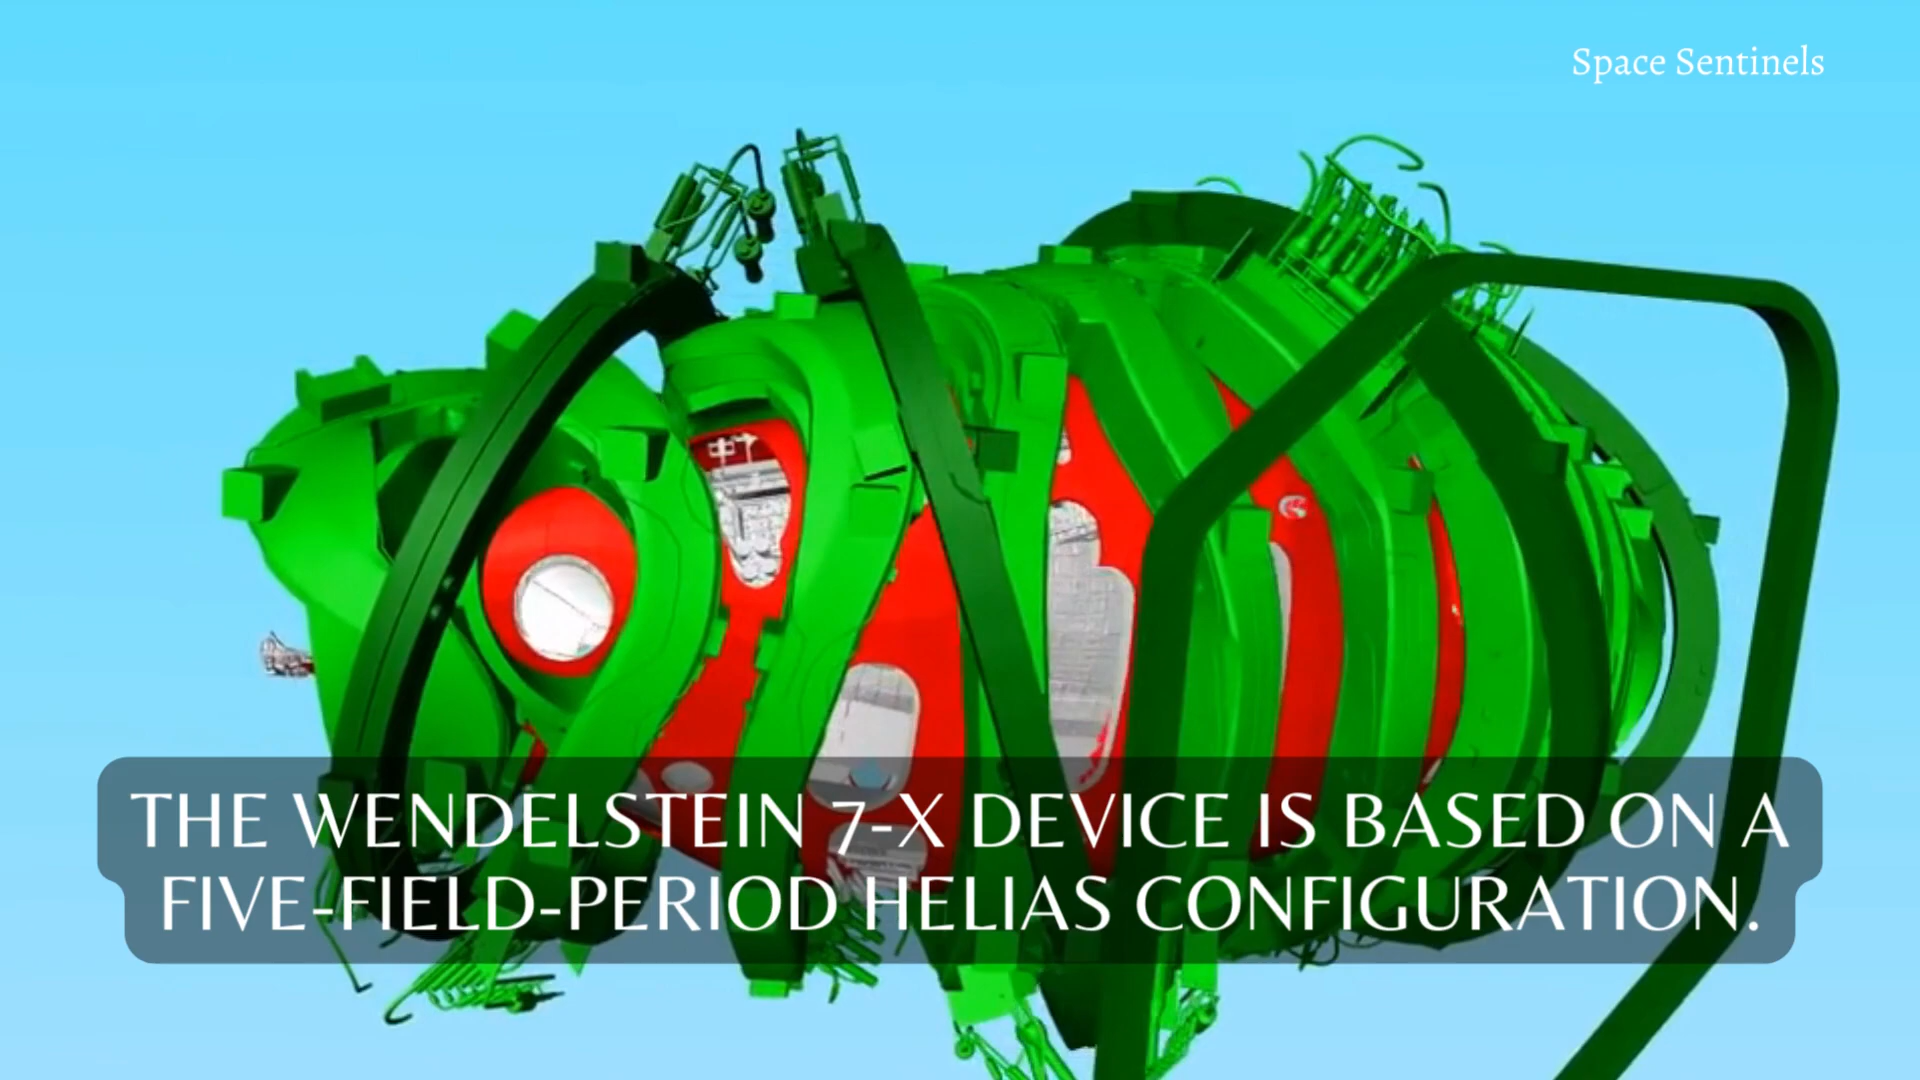 Space Sentinels
THE WENDELSTEIN 7-X DEVICE IS BASED ON A
FIVE-FIELD-PERIOD HELIAS CONFIGURATION.